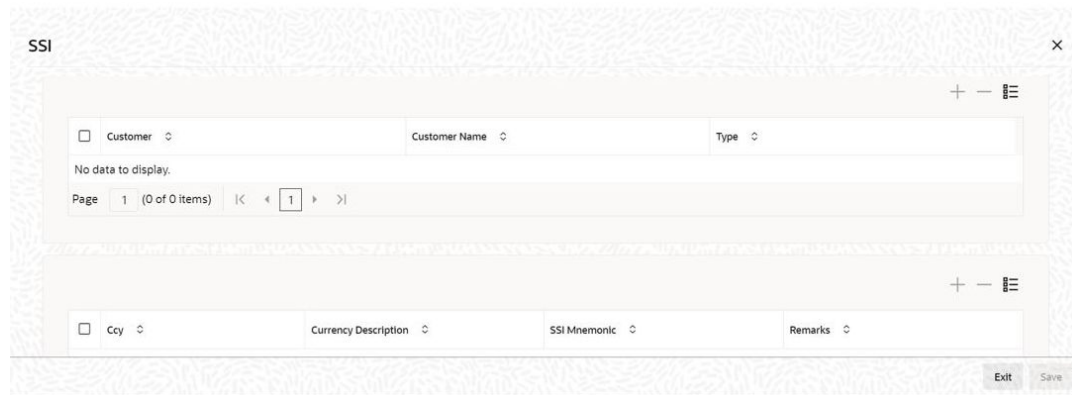 SSI
Customer Customer Name Type
No data to display.
Page 1 (0 of 0 items) 1
Ccy Currency Description SSI Mnemonic Remarks
Exit Save